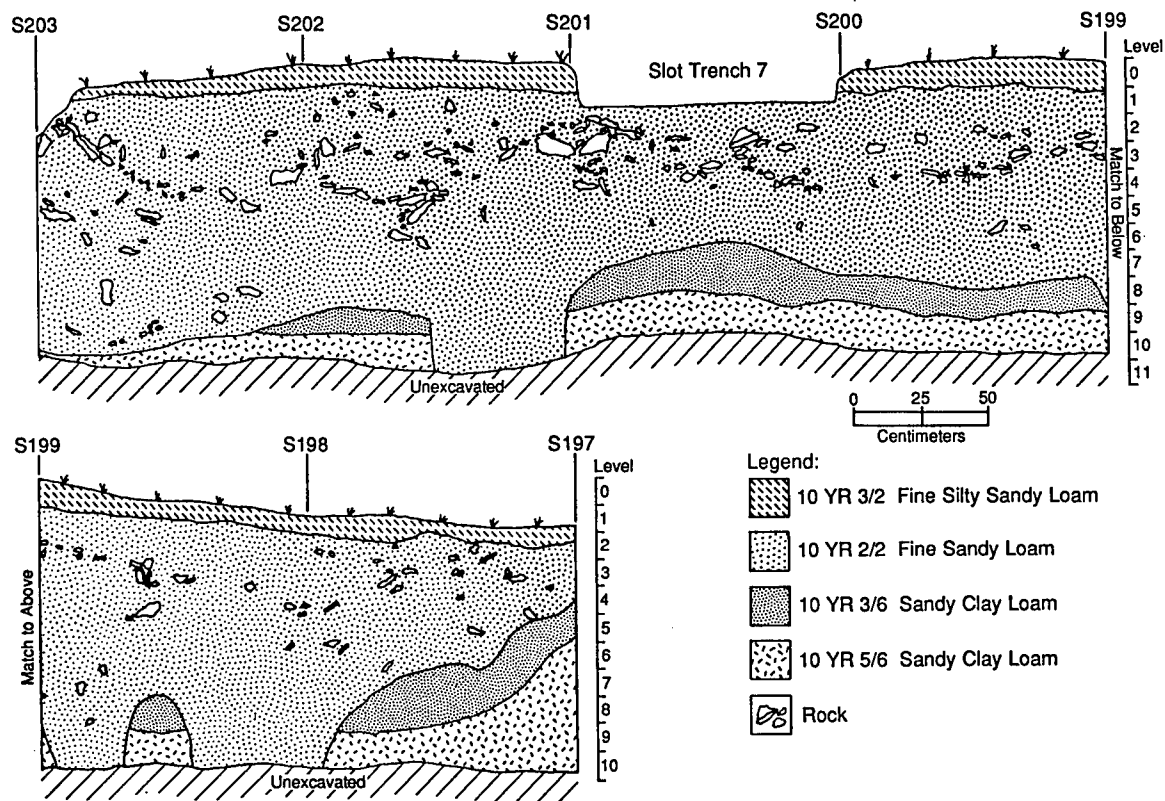 S203 S202 S201 S200 S199
Level
Slot Trench 7
0
1
2
3
4
5
6
7
8
9
10
11
Match to Below
Unexcavated
0 25 50
Centimeters
S199 S198 S197
Level
0
1
2
3
4
5
6
7
8
9
10
Match to Above
Unexcavated
Legend:
10 YR 3/2 Fine Silty Sandy Loam
10 YR 2/2 Fine Sandy Loam
10 YR 3/6 Sandy Clay Loam
10 YR 5/6 Sandy Clay Loam
Rock